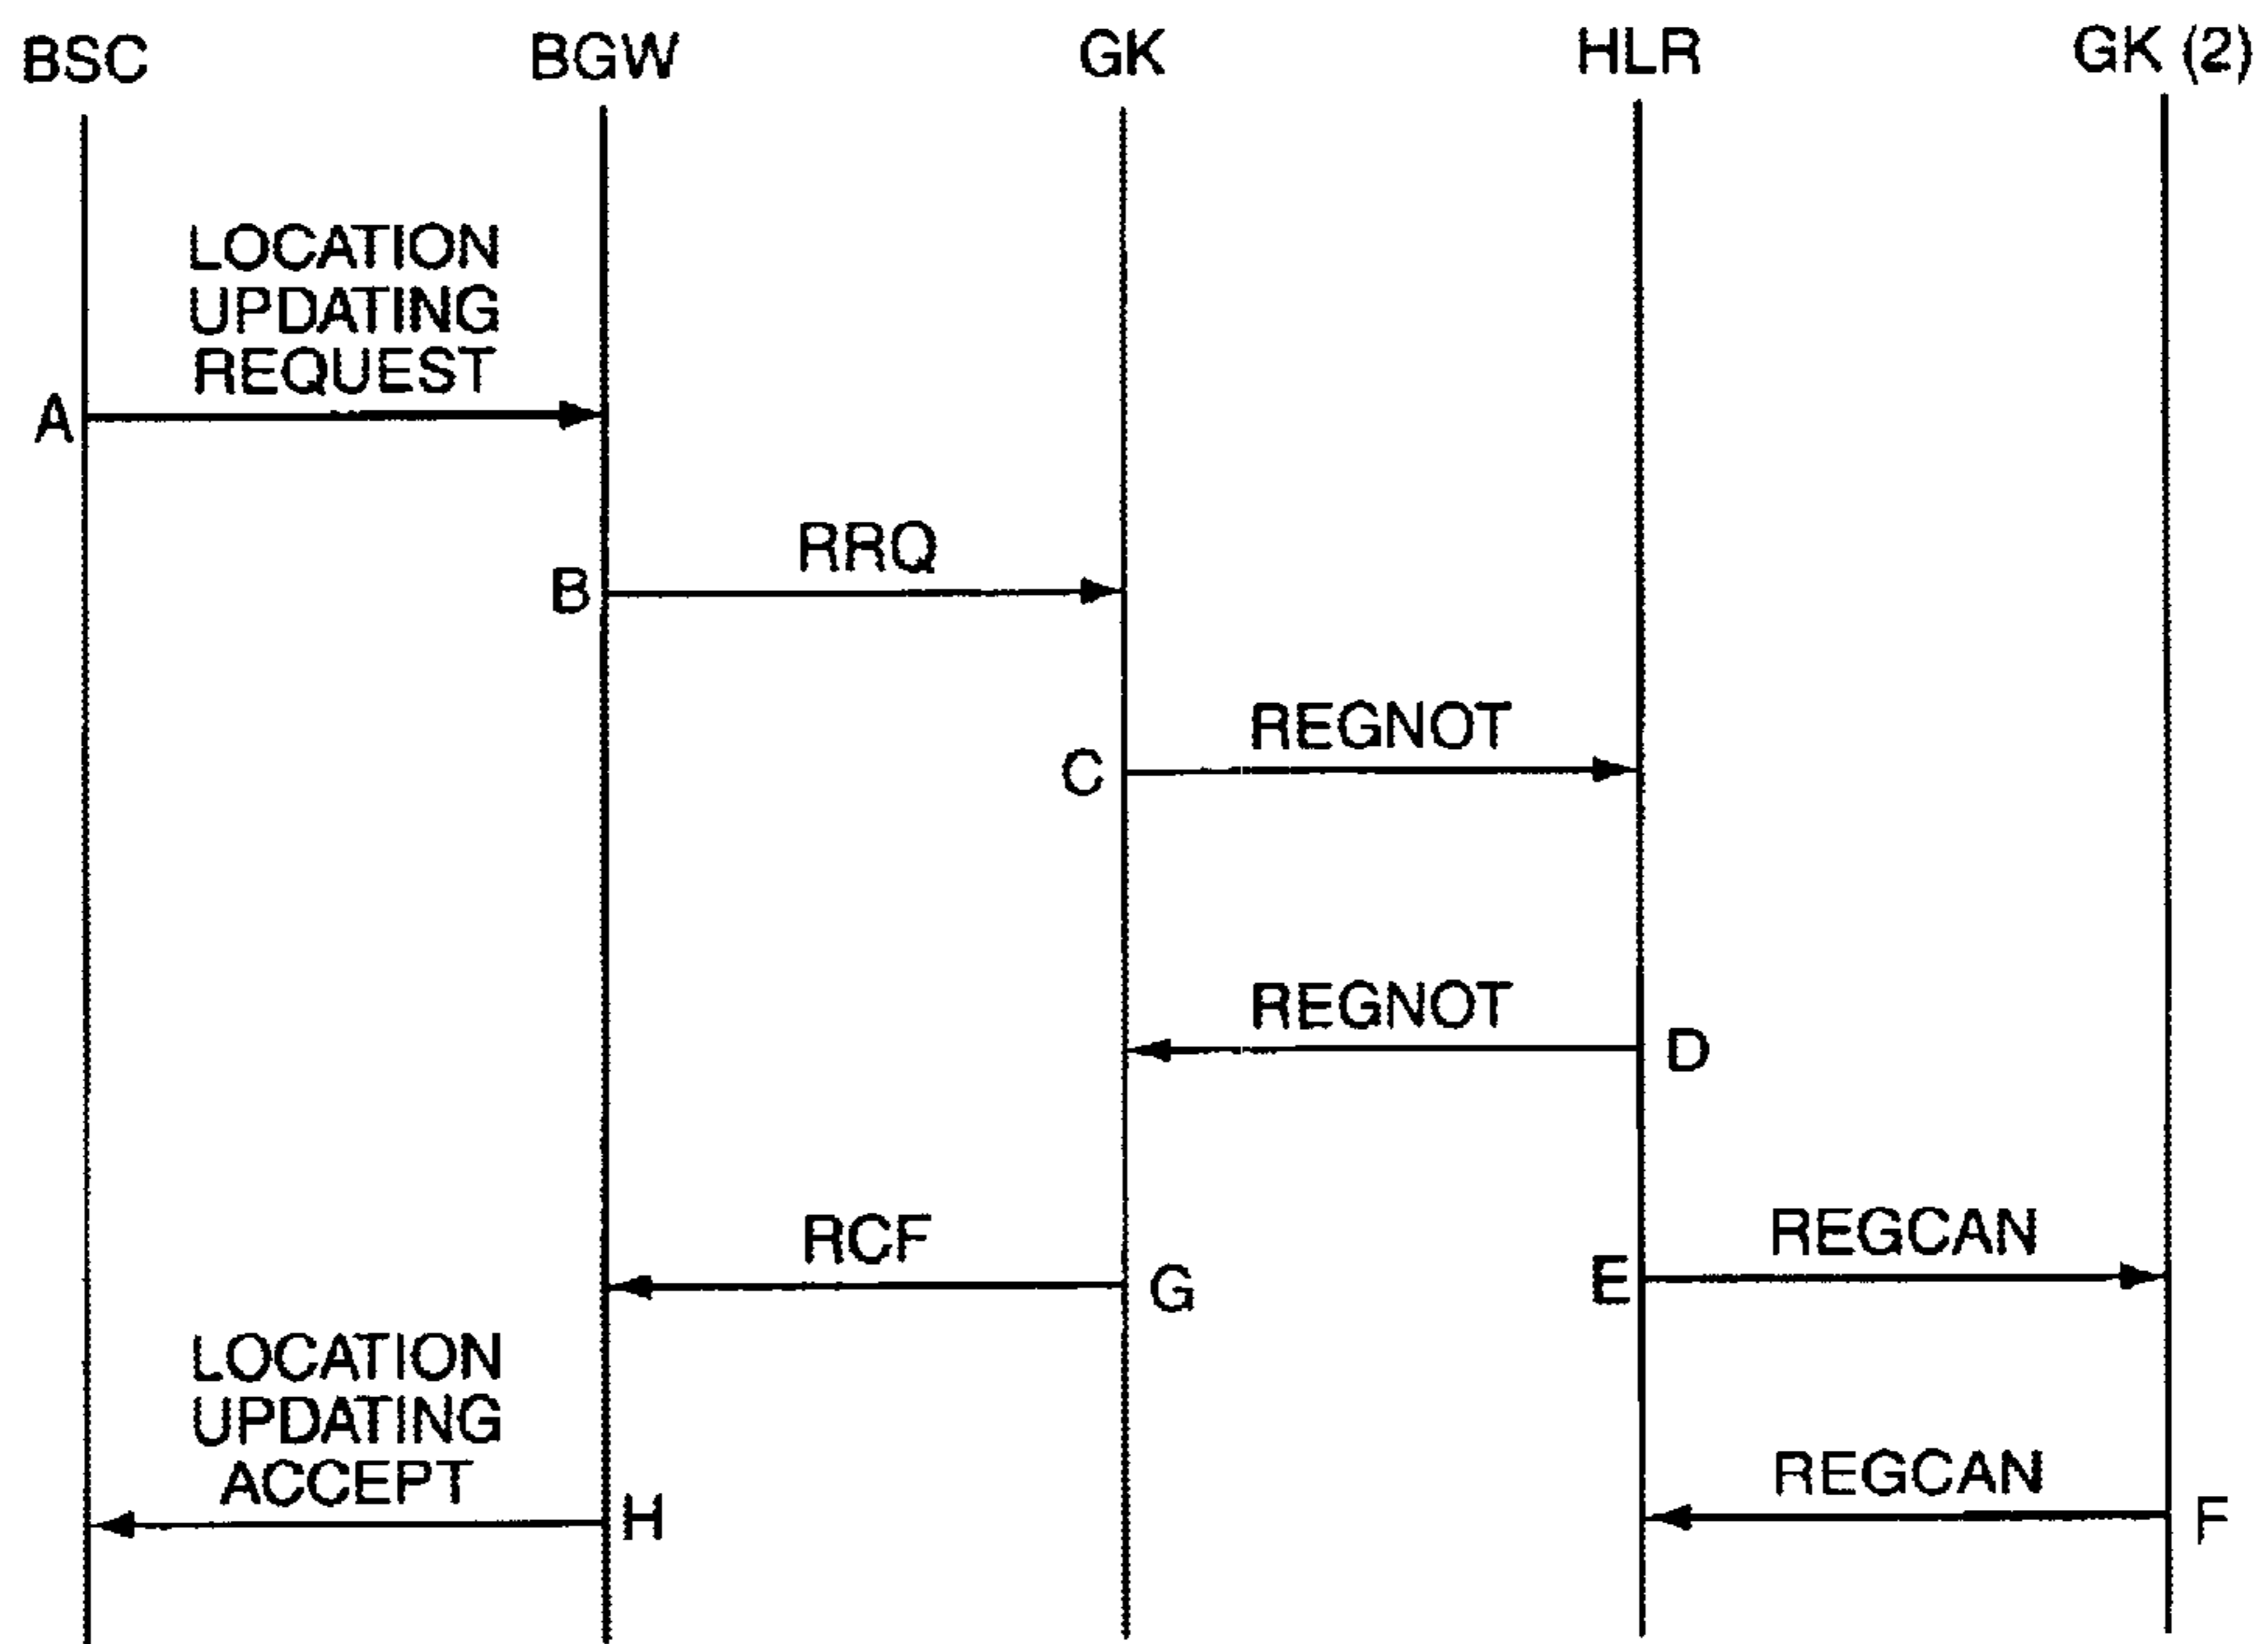 BSC
BGW
GK
HLR
GK (2)
LOCATION
UPDATING
REQUEST
A
RRQ
B
REGNOT
C
REGNOT
D
RCF
G
REGCAN
E
LOCATION
UPDATING
ACCEPT
H
REGCAN
F